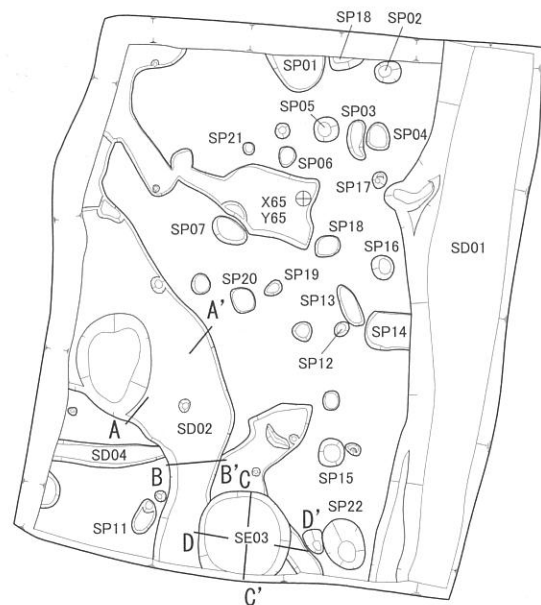 SP18
SP02
SP01
SP05
SP03
SP04
SP21
SP06
SP17
X65
Y65
SP07
SP18
SP16
SD01
SP20
SP19
SP13
A'
SP14
SP12
A
SD02
SD04
B
B'
SP15
C
SP11
D
SE03
D'
SP22
C'